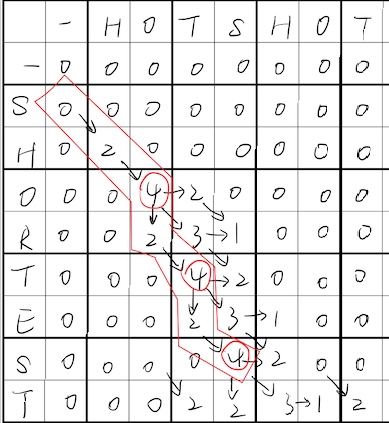 - H O T S H O T
- 0 0 0 0 0 0 0 0
S 0 0 0 0 0 0 0 0
H 0 2 0 0 0 0 0
O 0 0 4 → 2 0 0 0 0
R 0 0 2 3 → 1 0 0 0
T 0 0 0 4 → 2 0 0 0
E 0 0 0 2 3 → 1 0 0
S 0 0 0 0 4 → 2 0 0
T 0 0 0 2 2 3 → 1 2